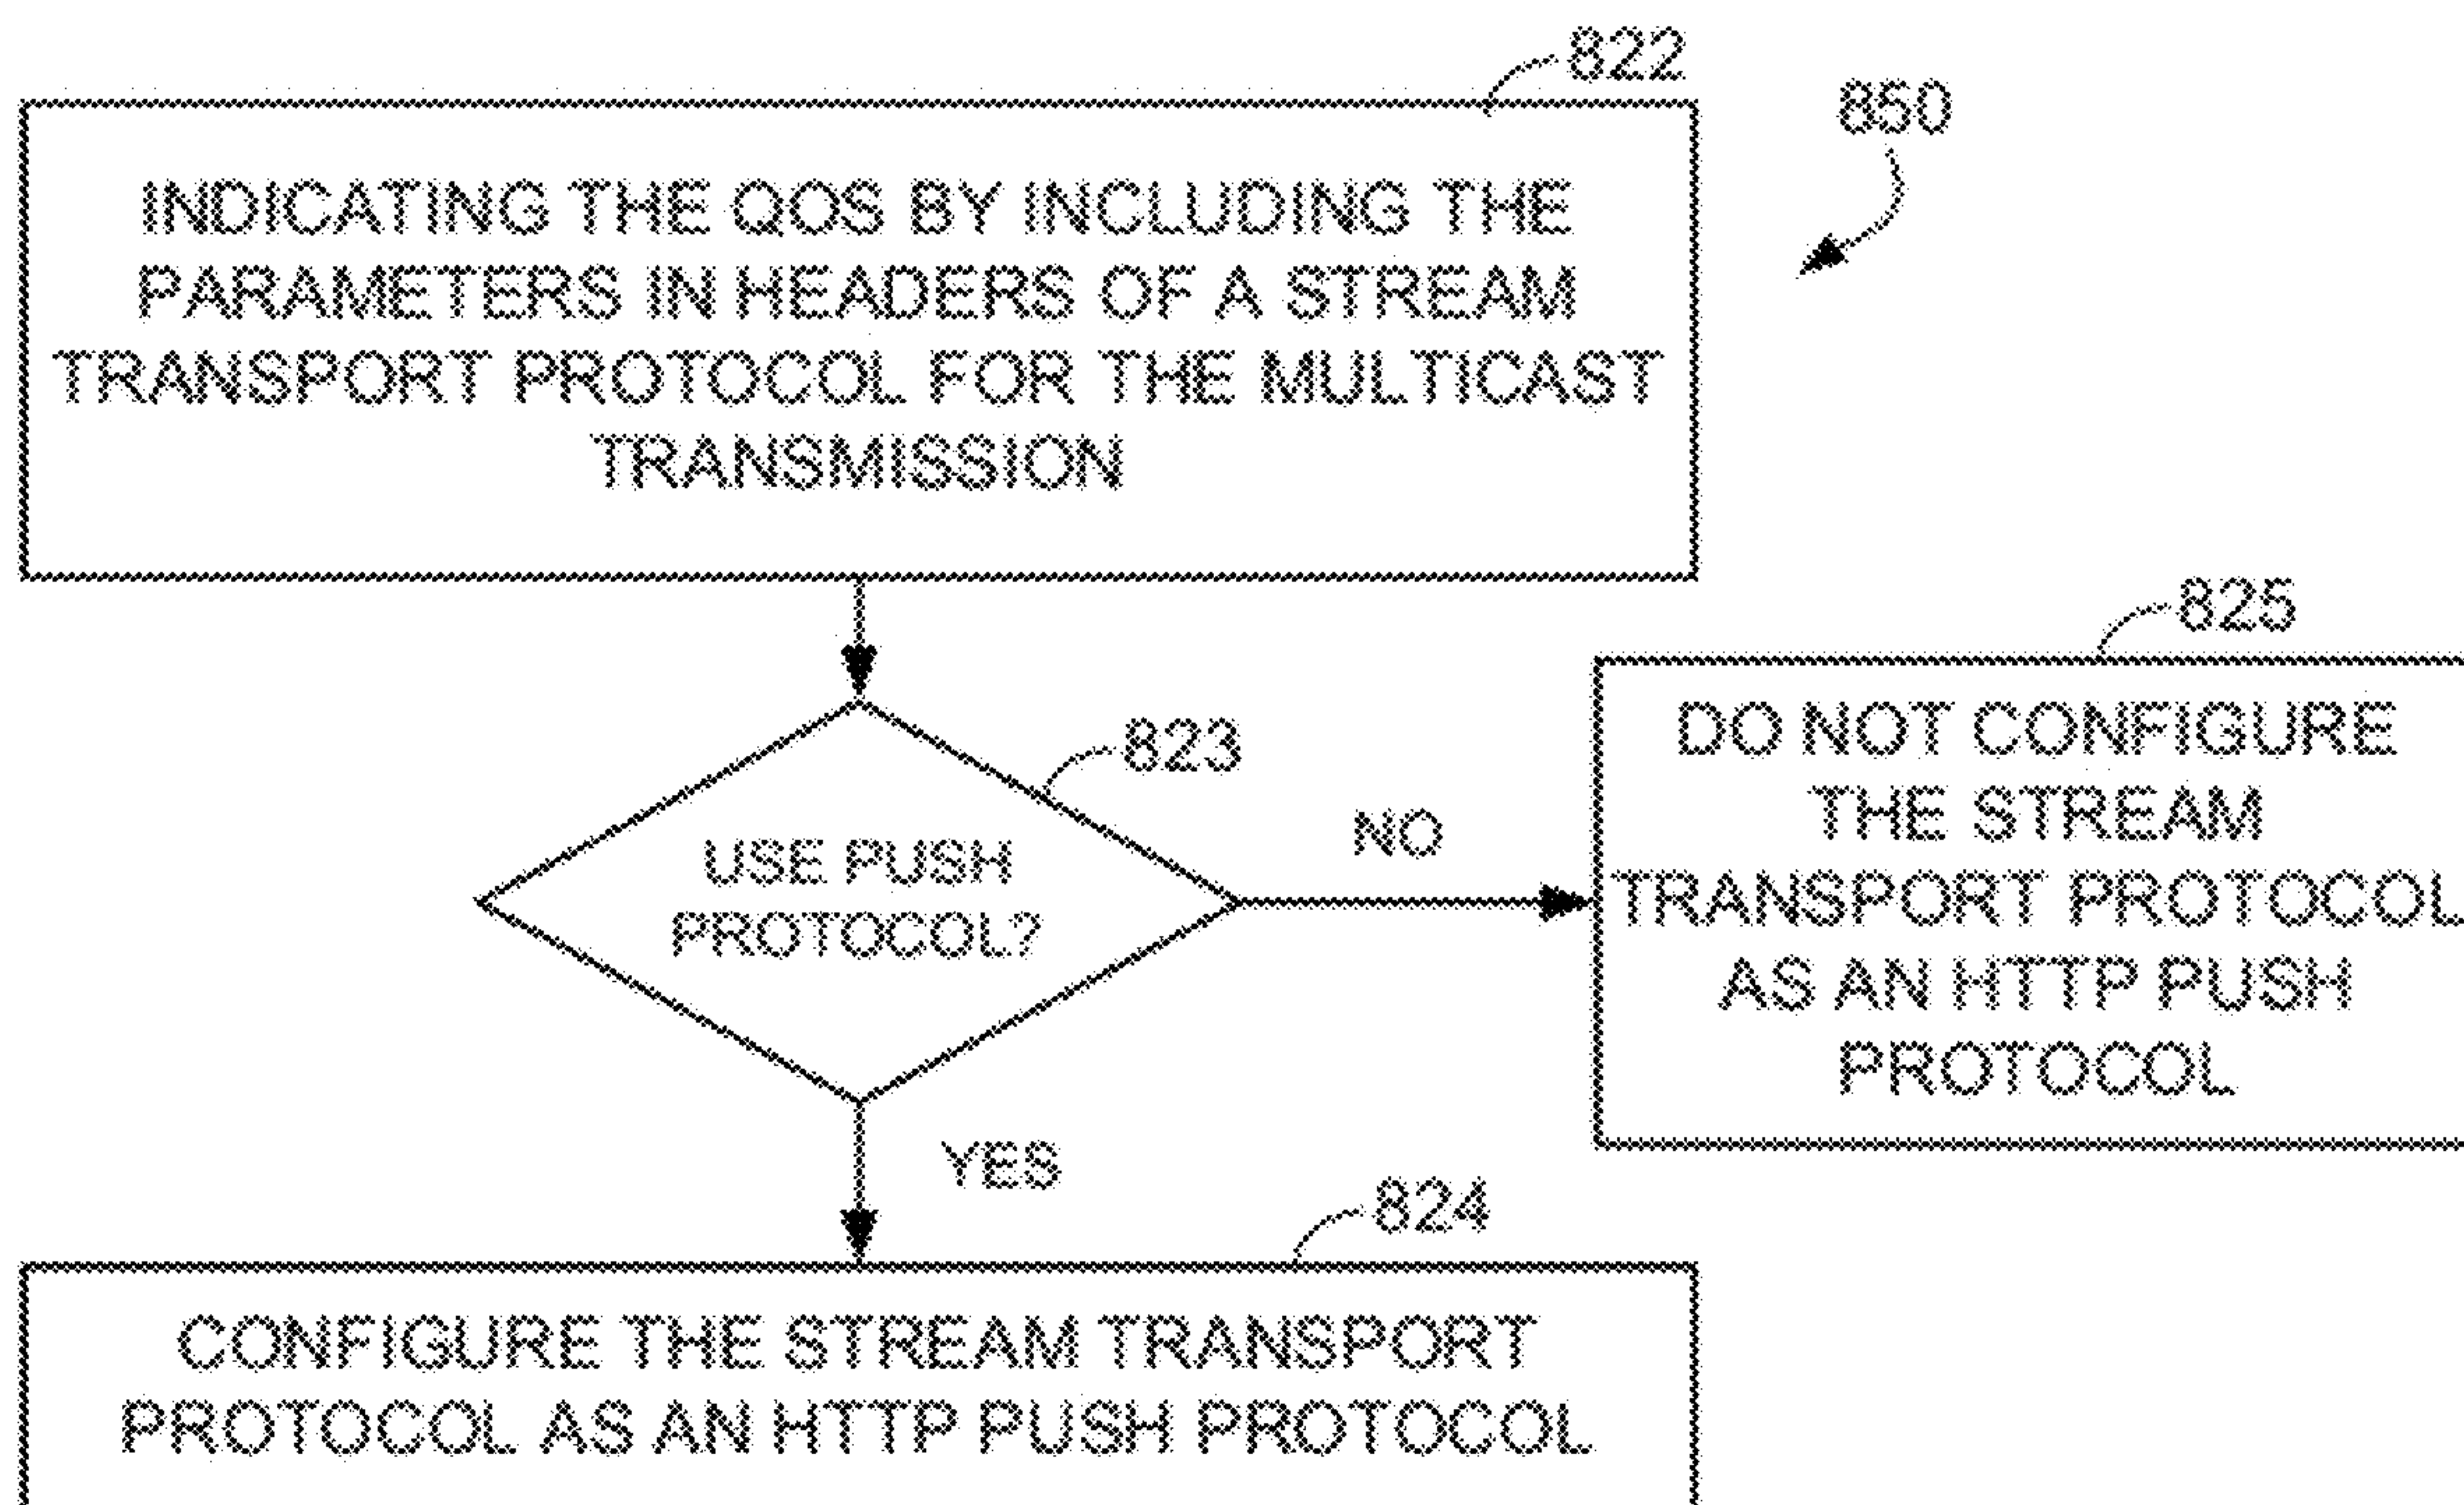 822
850
INDICATING THE QOS BY INCLUDING THE
PARAMETERS IN HEADERS OF A STREAM
TRANSPORT PROTOCOL FOR THE MULTICAST
TRANSMISSION
825
DO NOT CONFIGURE
THE STREAM
TRANSPORT PROTOCOL
AS AN HTTP PUSH
PROTOCOL
823
USE PUSH
PROTOCOL?
NO
YES
824
CONFIGURE THE STREAM TRANSPORT
PROTOCOL AS AN HTTP PUSH PROTOCOL